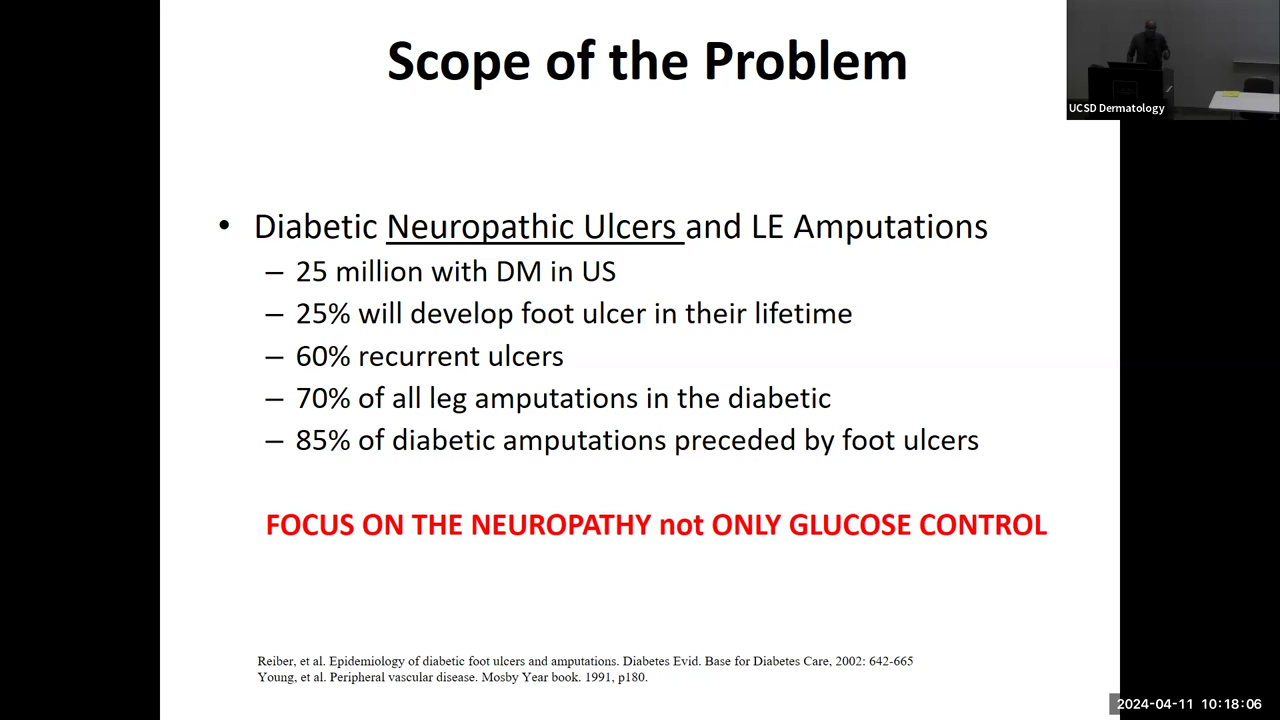 Scope of the Problem
UCSD Dermatology
• Diabetic Neuropathic Ulcers and LE Amputations
– 25 million with DM in US
– 25% will develop foot ulcer in their lifetime
– 60% recurrent ulcers
– 70% of all leg amputations in the diabetic
– 85% of diabetic amputations preceded by foot ulcers
FOCUS ON THE NEUROPATHY not ONLY GLUCOSE CONTROL
Reiber, et al. Epidemiology of diabetic foot ulcers and amputations. Diabetes Evid. Base for Diabetes Care, 2002: 642-665
Young, et al. Peripheral vascular disease. Mosby Year book. 1991, p180.
2024-04-11 10:18:06